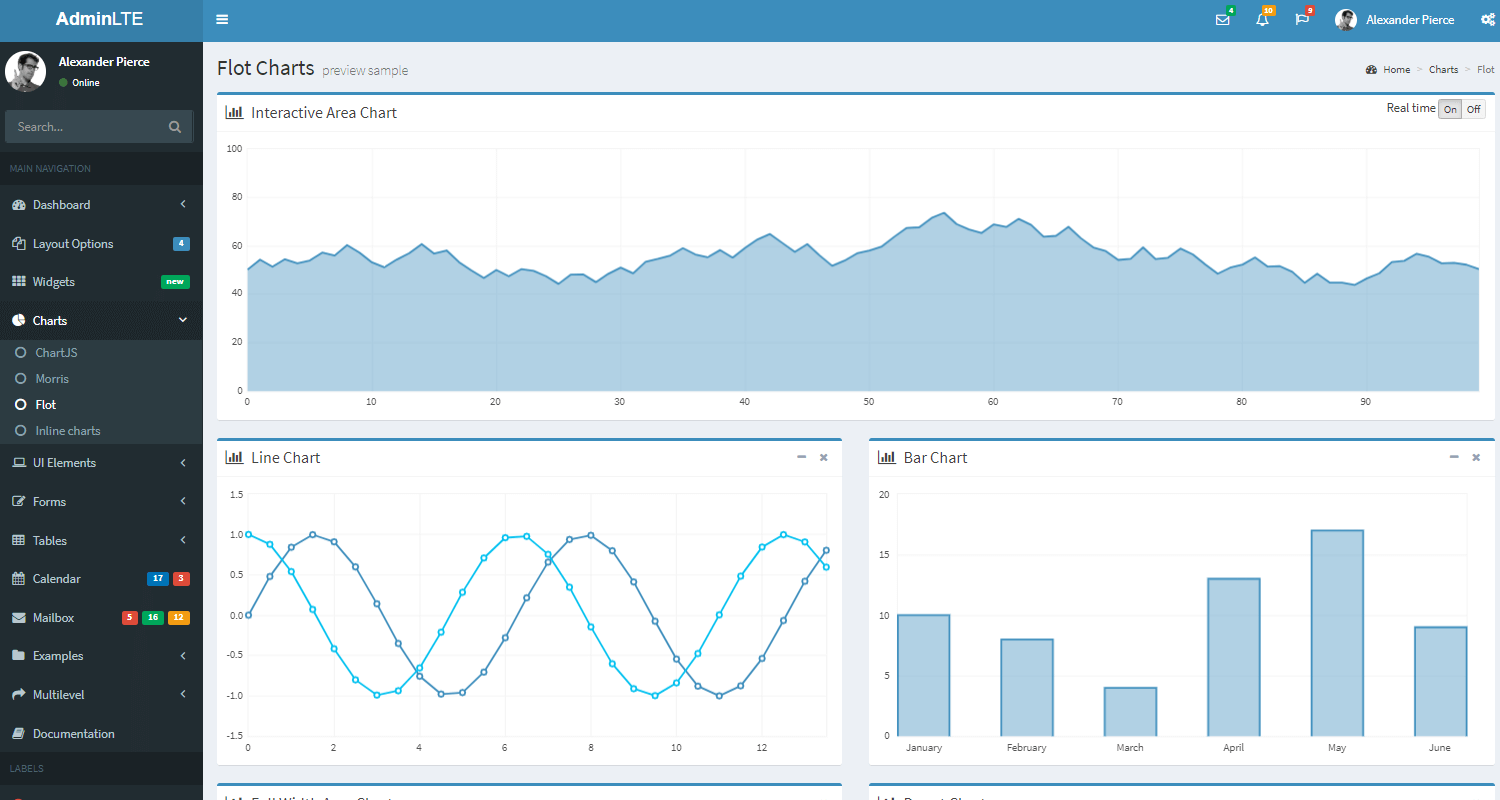 AdminLTE
4
10
9
Alexander Pierce
Alexander Pierce
Online
Search...
MAIN NAVIGATION
Dashboard
Layout Options 4
Widgets new
Charts
ChartJS
Morris
Flot
Inline charts
UI Elements
Forms
Tables
Calendar 17 3
Mailbox 5 16 12
Examples
Multilevel
Documentation
LABELS
Flot Charts preview sample
Home > Charts > Flot
Interactive Area Chart
Real time On Off
100
80
60
40
20
0
0 10 20 30 40 50 60 70 80 90
Line Chart
1.5
1.0
0.5
0.0
-0.5
-1.0
-1.5
0 2 4 6 8 10 12
Bar Chart
20
15
10
5
0
January February March April May June